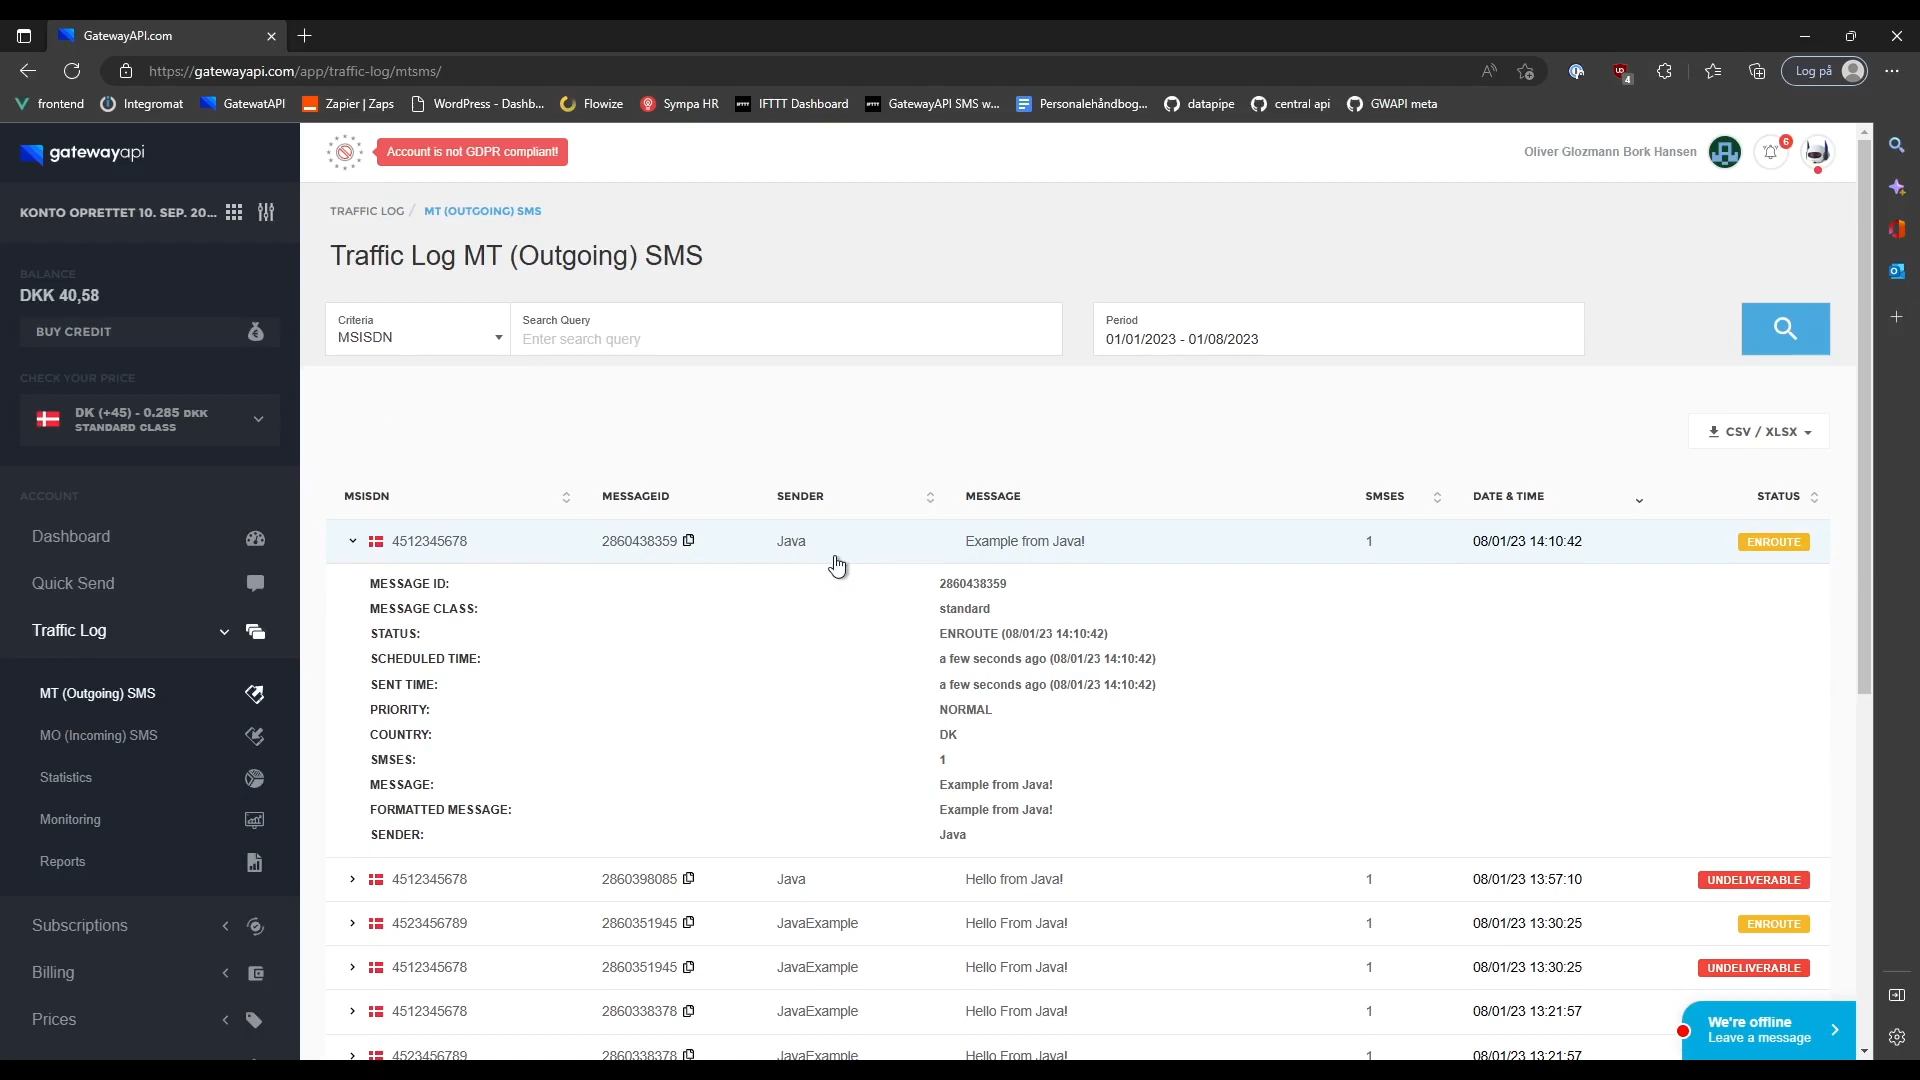 GatewayAPI.com
https://gatewayapi.com/app/traffic-log/mtsms/
4
Log på
frontend
Integromat
GatewatAPI
Zapier | Zaps
WordPress - Dashb...
Flowize
Sympa HR
IFTTT Dashboard
GatewayAPI SMS w...
Personalehåndbog...
datapipe
central api
GWAPI meta
gatewayapi
Account is not GDPR compliant!
Oliver Glozmann Bork Hansen
6
KONTO OPRETTET 10. SEP. 20...
TRAFFIC LOG / MT (OUTGOING) SMS
Traffic Log MT (Outgoing) SMS
BALANCE
DKK 40,58
BUY CREDIT
Criteria
MSISDN
Search Query
Enter search query
Period
01/01/2023 - 01/08/2023
CHECK YOUR PRICE
DK (+45) - 0.285 DKK
STANDARD CLASS
CSV / XLSX
ACCOUNT
Dashboard
Quick Send
Traffic Log
MT (Outgoing) SMS
MO (Incoming) SMS
Statistics
Monitoring
Reports
Subscriptions
Billing
Prices
MSISDN MESSAGEID SENDER MESSAGE SMSES DATE & TIME STATUS
4512345678 2860438359 Java Example from Java! 1 08/01/23 14:10:42 ENROUTE
MESSAGE ID: 2860438359
MESSAGE CLASS: standard
STATUS: ENROUTE (08/01/23 14:10:42)
SCHEDULED TIME: a few seconds ago (08/01/23 14:10:42)
SENT TIME: a few seconds ago (08/01/23 14:10:42)
PRIORITY: NORMAL
COUNTRY: DK
SMSES: 1
MESSAGE: Example from Java!
FORMATTED MESSAGE: Example from Java!
SENDER: Java
4512345678 2860398085 Java Hello from Java! 1 08/01/23 13:57:10 UNDELIVERABLE
4523456789 2860351945 JavaExample Hello From Java! 1 08/01/23 13:30:25 ENROUTE
4512345678 2860351945 JavaExample Hello From Java! 1 08/01/23 13:30:25 UNDELIVERABLE
4512345678 2860338378 JavaExample Hello From Java! 1 08/01/23 13:21:57
4523456789 2860338378 JavaExample Hello From Java! 1 08/01/23 13:21:57
We're offline
Leave a message